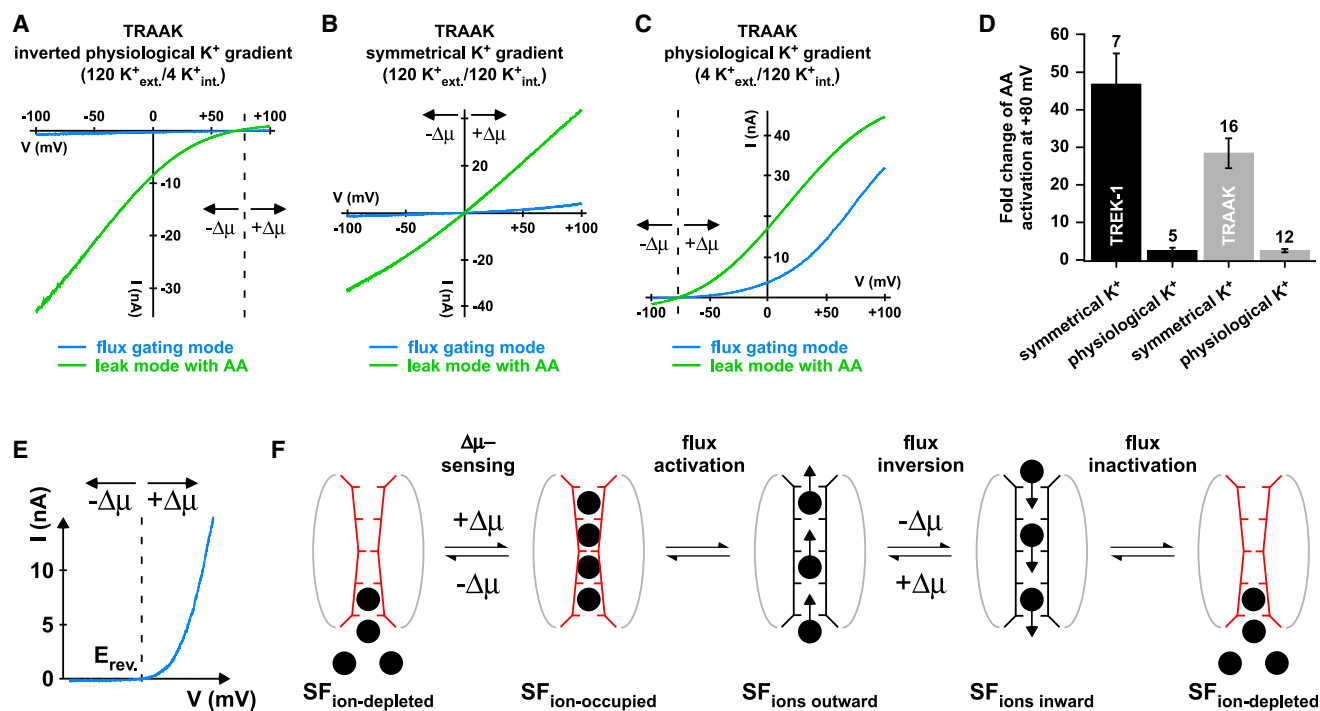 A
TRAAK
inverted physiological K⁺ gradient
(120 K⁺ext./4 K⁺int.)
-100
-50
0
+50
+100
V (mV)
-10
-20
-30
I (nA)
-Δμ
+Δμ
flux gating mode
leak mode with AA
B
TRAAK
symmetrical K⁺ gradient
(120 K⁺ext./120 K⁺int.)
-Δμ
+Δμ
20
V (mV)
-100
-50
+50
+100
-20
-40
I (nA)
flux gating mode
leak mode with AA
C
TRAAK
physiological K⁺ gradient
(4 K⁺ext./120 K⁺int.)
I (nA)
40
30
10
-Δμ
+Δμ
V (mV)
-100
-50
0
+50
+100
flux gating mode
leak mode with AA
D
Fold change of AA
activation at +80 mV
60
50
40
30
20
10
0
7
5
16
12
TREK-1
TRAAK
symmetrical K⁺
physiological K⁺
symmetrical K⁺
physiological K⁺
E
-Δμ
+Δμ
I (nA)
10
5
0
Erev.
V (mV)
F
Δμ–
sensing
+Δμ
-Δμ
flux
activation
flux
inversion
-Δμ
+Δμ
flux
inactivation
SFion-depleted
SFion-occupied
SFions outward
SFions inward
SFion-depleted